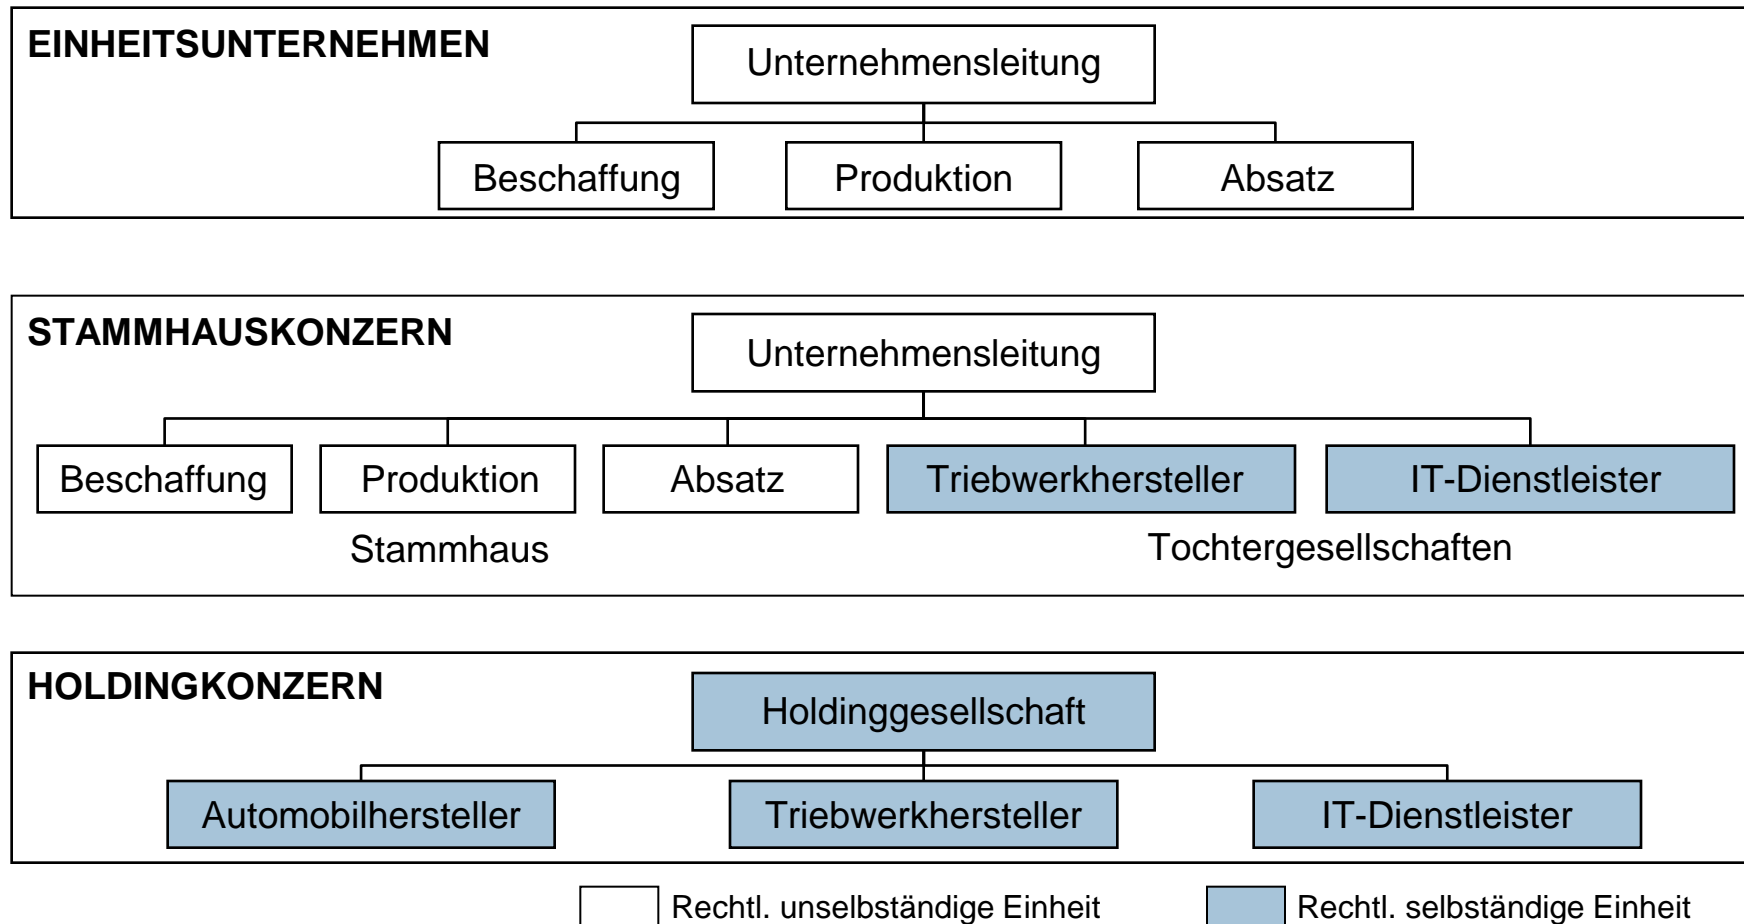 EINHEITSUNTERNEHMEN
Unternehmensleitung
Beschaffung
Produktion
Absatz
STAMMHAUSKONZERN
Unternehmensleitung
Beschaffung
Produktion
Absatz
Triebwerkhersteller
IT-Dienstleister
Stammhaus
Tochtergesellschaften
HOLDINGKONZERN
Holdinggesellschaft
Automobilhersteller
Triebwerkhersteller
IT-Dienstleister
Rechtl. unselbständige Einheit
Rechtl. selbständige Einheit